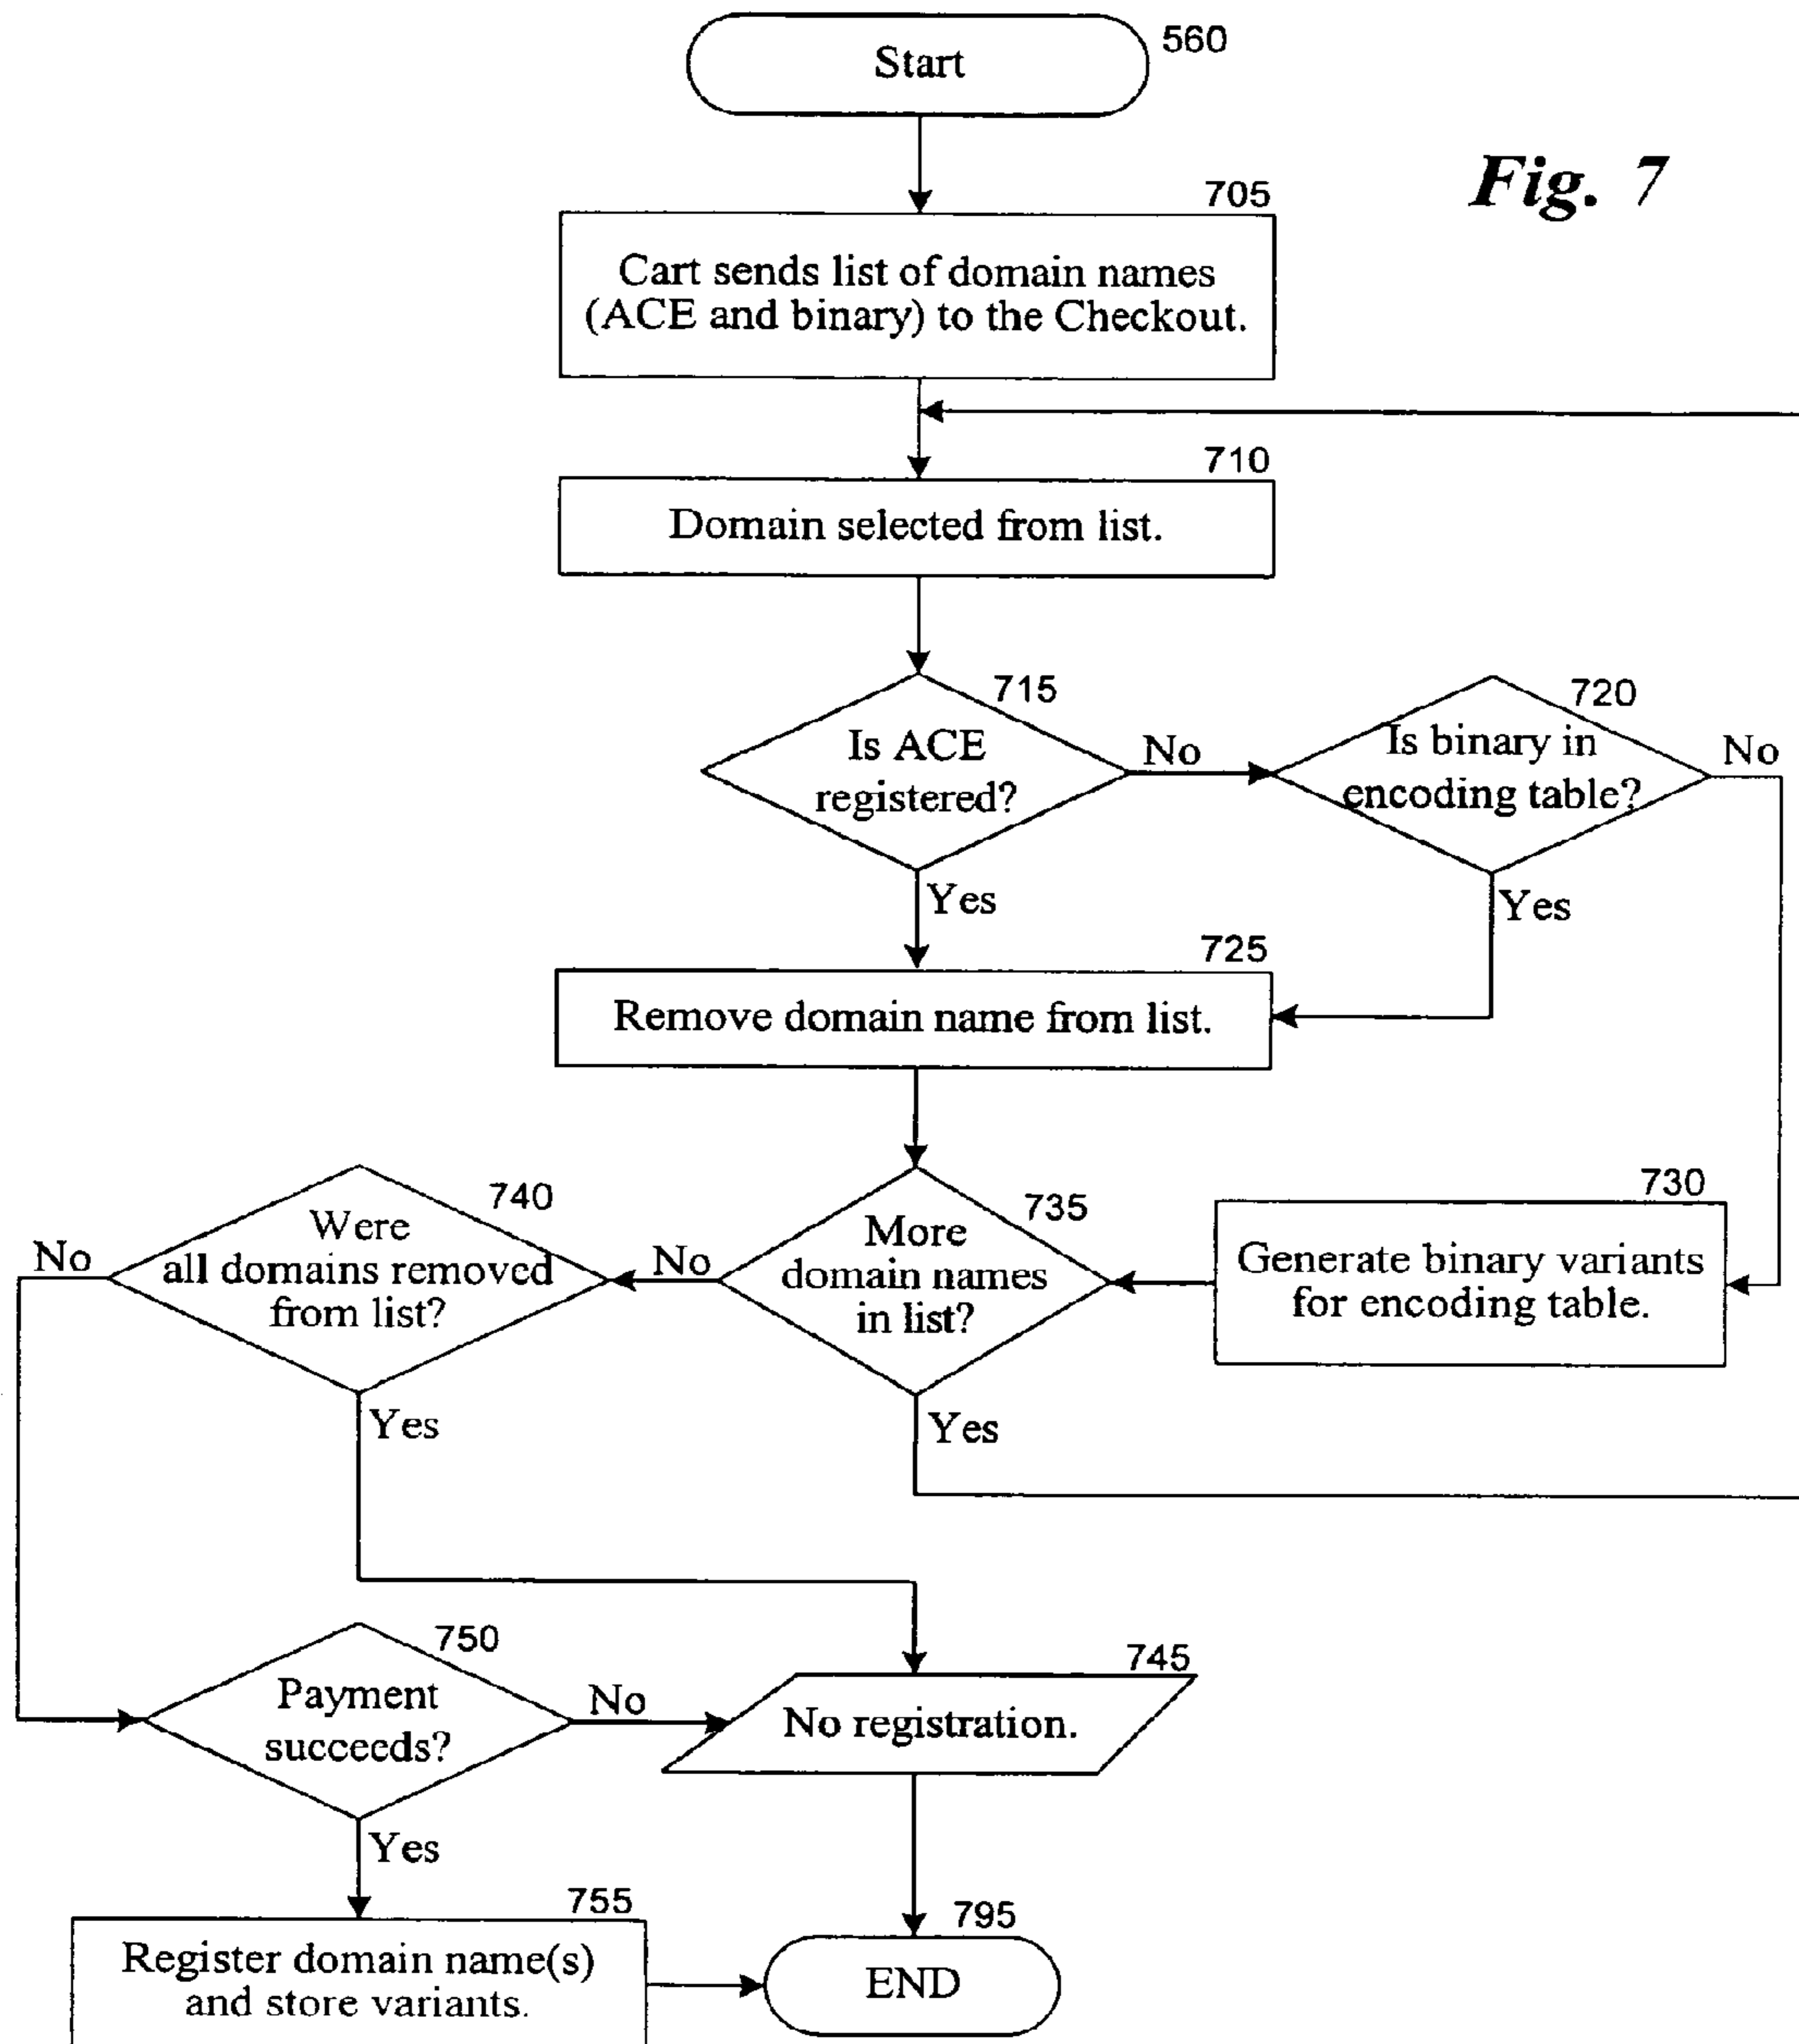 Start
560
Fig. 7
705
Cart sends list of domain names
(ACE and binary) to the Checkout.
710
Domain selected from list.
715
Is ACE
registered?
No
720
Is binary in
encoding table?
No
Yes
Yes
725
Remove domain name from list.
740
Were
all domains removed
from list?
No
Yes
735
More
domain names
in list?
No
Yes
730
Generate binary variants
for encoding table.
750
Payment
succeeds?
No
Yes
745
No registration.
755
Register domain name(s)
and store variants.
795
END